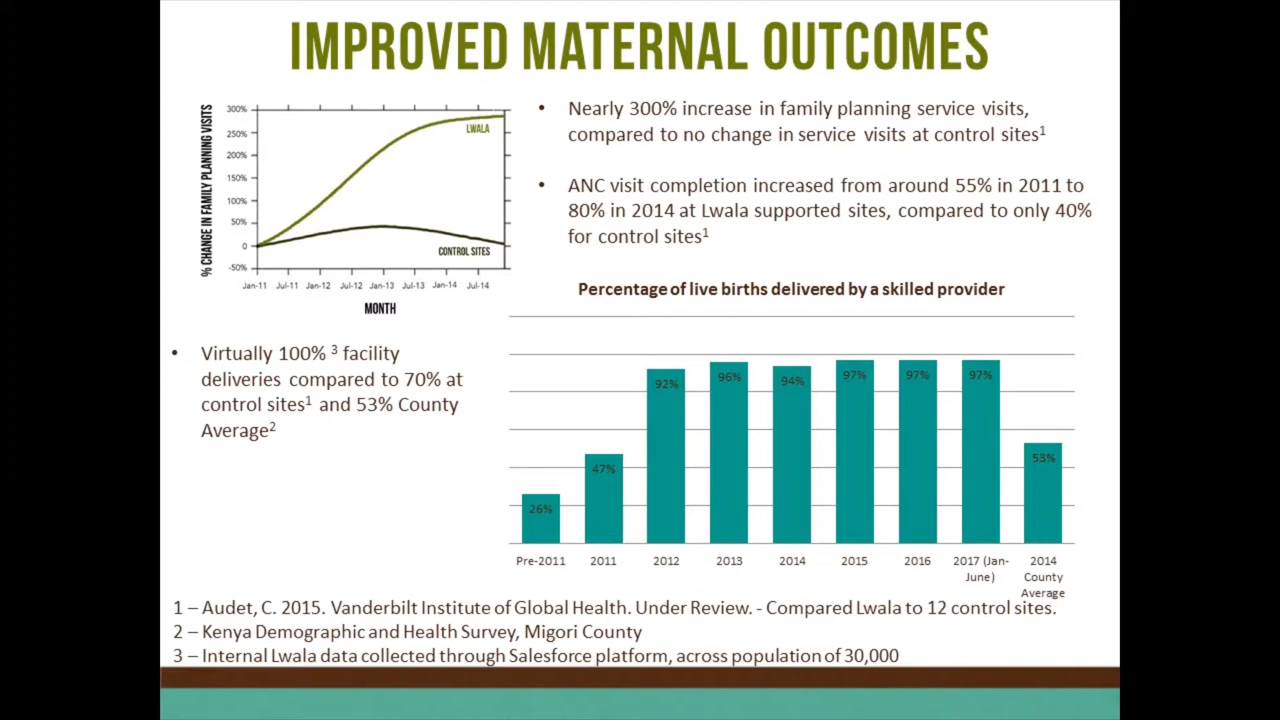 IMPROVED MATERNAL OUTCOMES
% CHANGE IN FAMILY PLANNING VISITS
300%
250%
200%
150%
100%
50%
0
-50%
LWALA
CONTROL SITES
Jan-11 Jul-11 Jan-12 Jul-12 Jan-13 Jul-13 Jan-14 Jul-14
MONTH
• Nearly 300% increase in family planning service visits,
compared to no change in service visits at control sites1
• ANC visit completion increased from around 55% in 2011 to
80% in 2014 at Lwala supported sites, compared to only 40%
for control sites1
• Virtually 100% 3 facility
deliveries compared to 70% at
control sites1 and 53% County
Average2
Percentage of live births delivered by a skilled provider
26% 47% 92% 96% 94% 97% 97% 97% 53%
Pre-2011 2011 2012 2013 2014 2015 2016 2017 (Jan- 2014
June) County
Average
1 – Audet, C. 2015. Vanderbilt Institute of Global Health. Under Review. - Compared Lwala to 12 control sites.
2 – Kenya Demographic and Health Survey, Migori County
3 – Internal Lwala data collected through Salesforce platform, across population of 30,000